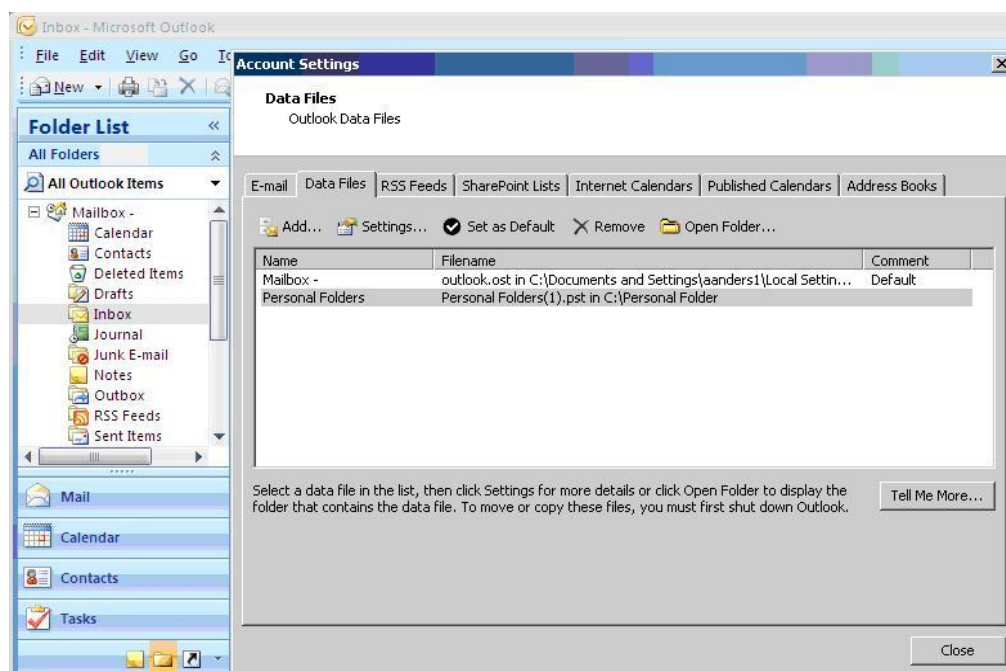 Inbox - Microsoft Outlook
File Edit View Go
Account Settings
New
Data Files
Outlook Data Files
Folder List
All Folders
All Outlook Items
E-mail Data Files RSS Feeds SharePoint Lists Internet Calendars Published Calendars Address Books
Add... Settings... Set as Default Remove Open Folder...
Mailbox -
Calendar
Contacts
Deleted Items
Drafts
Inbox
Journal
Junk E-mail
Notes
Outbox
RSS Feeds
Sent Items
Name Filename Comment
Mailbox - outlook.ost in C:\Documents and Settings\aanders1\Local Settin... Default
Personal Folders Personal Folders(1).pst in C:\Personal Folder
Select a data file in the list, then click Settings for more details or click Open Folder to display the
folder that contains the data file. To move or copy these files, you must first shut down Outlook.
Tell Me More...
Mail
Calendar
Contacts
Tasks
Close